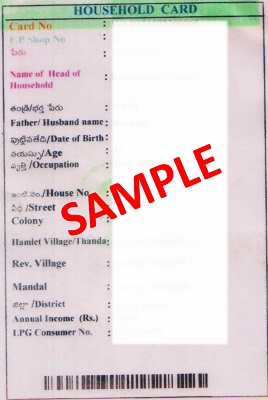 HOUSEHOLD CARD
Card No :
F.P Shop No :
పేరు
Name of Head of :
Household
తండ్రి/భర్త పేరు :
Father/ Husband name:
పుట్టినతేది/Date of Birth:
వయస్సు/Age :
వృత్తి /Occupation :
ఇంటి.నం./House No :
వీధి /Street :
Colony
Hamlet Village/Thanda:
Rev. Village :
Mandal :
జిల్లా /District :
Annual Income (Rs.) :
LPG Consumer No. :
SAMPLE